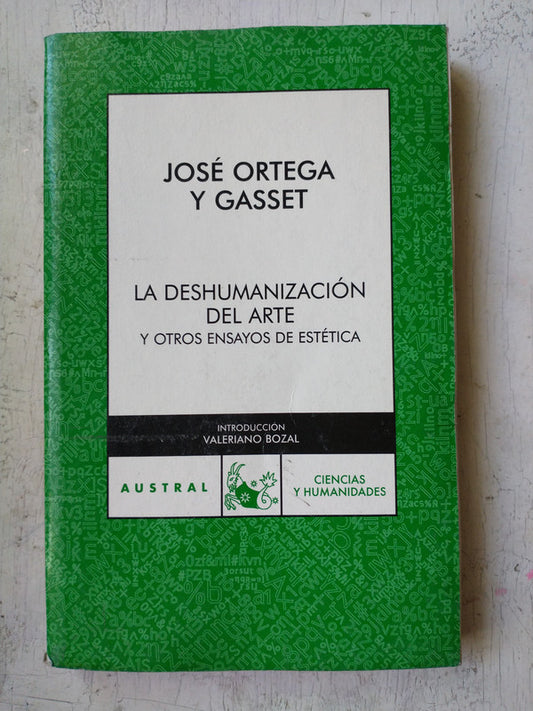 JOSÉ ORTEGA
Y GASSET
LA DESHUMANIZACIÓN
DEL ARTE
Y OTROS ENSAYOS DE ESTÉTICA
INTRODUCCIÓN
VALERIANO BOZAL
AUSTRAL
CIENCIAS
Y HUMANIDADES